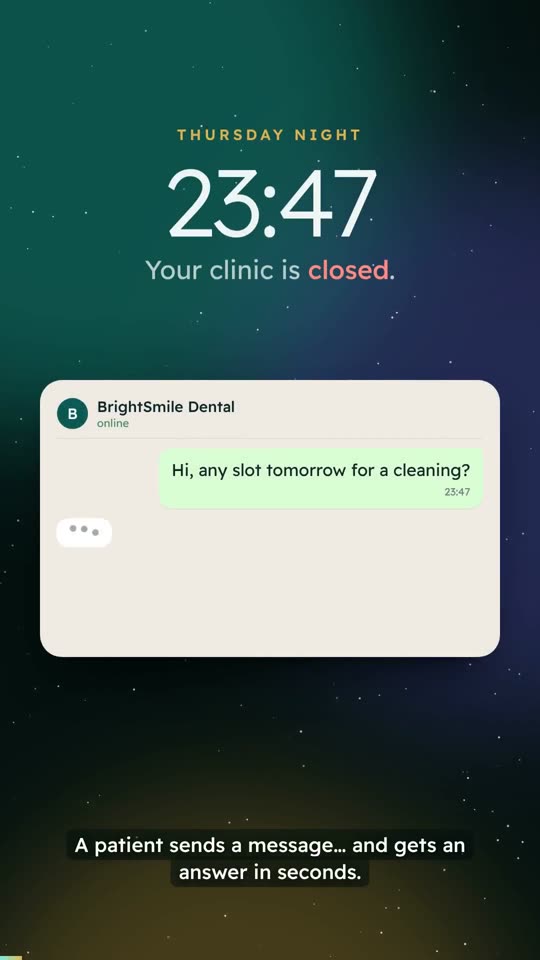 THURSDAY NIGHT
23:47
Your clinic is closed.
B
BrightSmile Dental
online
Hi, any slot tomorrow for a cleaning?
23:47
A patient sends a message... and gets an
answer in seconds.